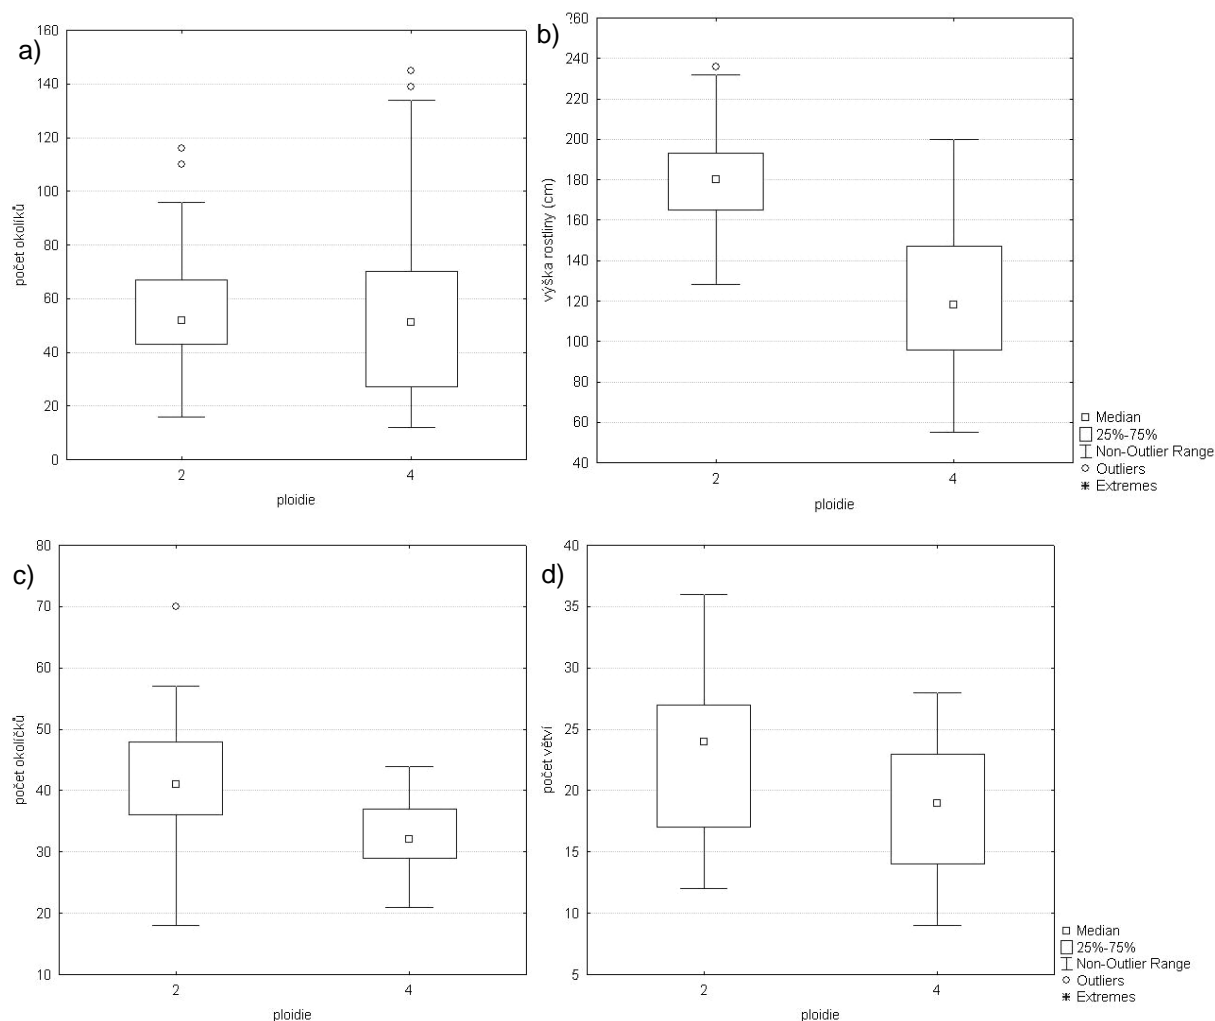 a)
160
140
120
100
80
60
40
20
0
počet okolíků
2
4
ploidie
b)
260
240
220
200
180
160
140
120
100
80
60
40
výška rostliny (cm)
2
4
ploidie
Median
25%-75%
Non-Outlier Range
Outliers
Extremes
c)
80
70
60
50
40
30
20
10
počet okolíčků
2
4
ploidie
d)
40
35
30
25
20
15
10
5
počet větví
2
4
ploidie
Median
25%-75%
Non-Outlier Range
Outliers
Extremes